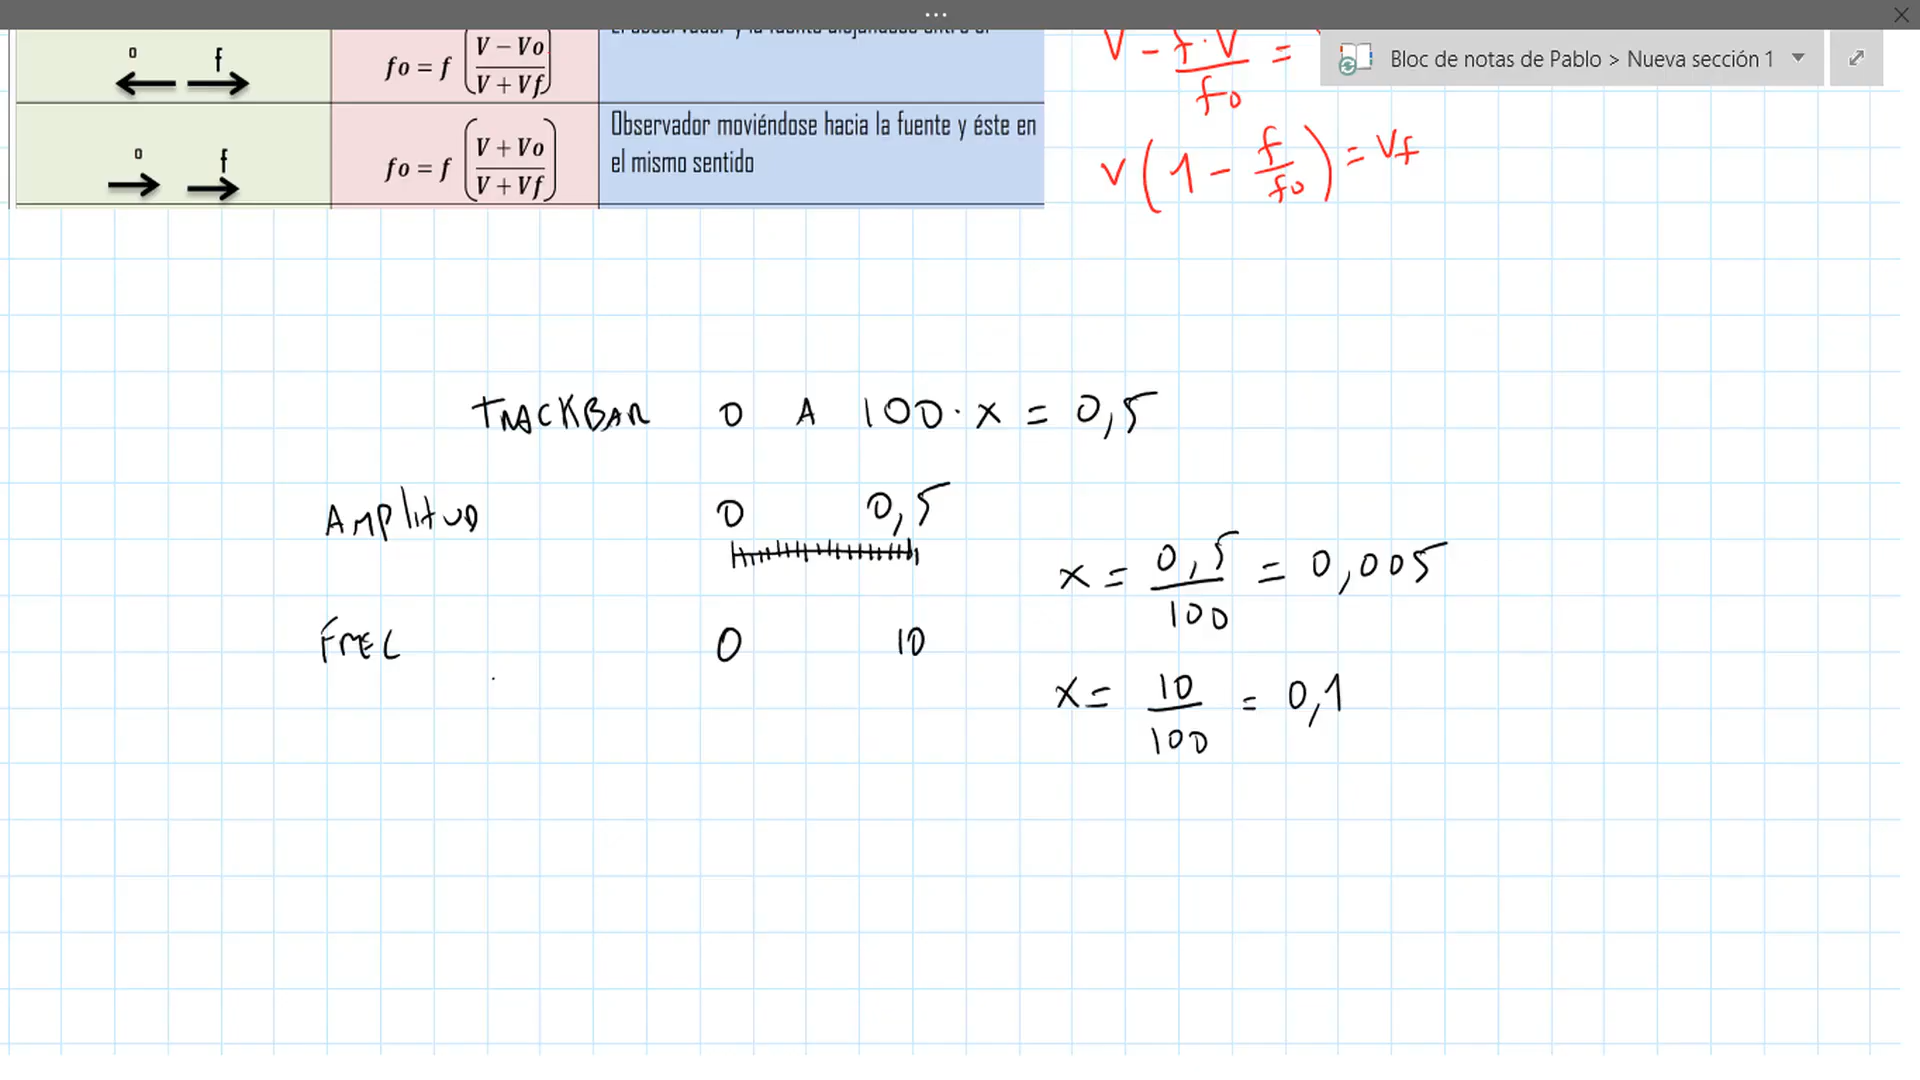 ...
Bloc de notas de Pablo > Nueva sección 1
o f
fo = f (V − Vo / V + Vf)
V − f · V / fo =
o f
fo = f (V + Vo / V + Vf)
Observador moviéndose hacia la fuente y éste en
el mismo sentido
V (1 − f / fo) = Vf
TRACKBAR 0 A 100 · x = 0,5
AmplitUD 0 0,5
x = 0,5 / 100 = 0,005
FREC 0 10
x = 10 / 100 = 0,1